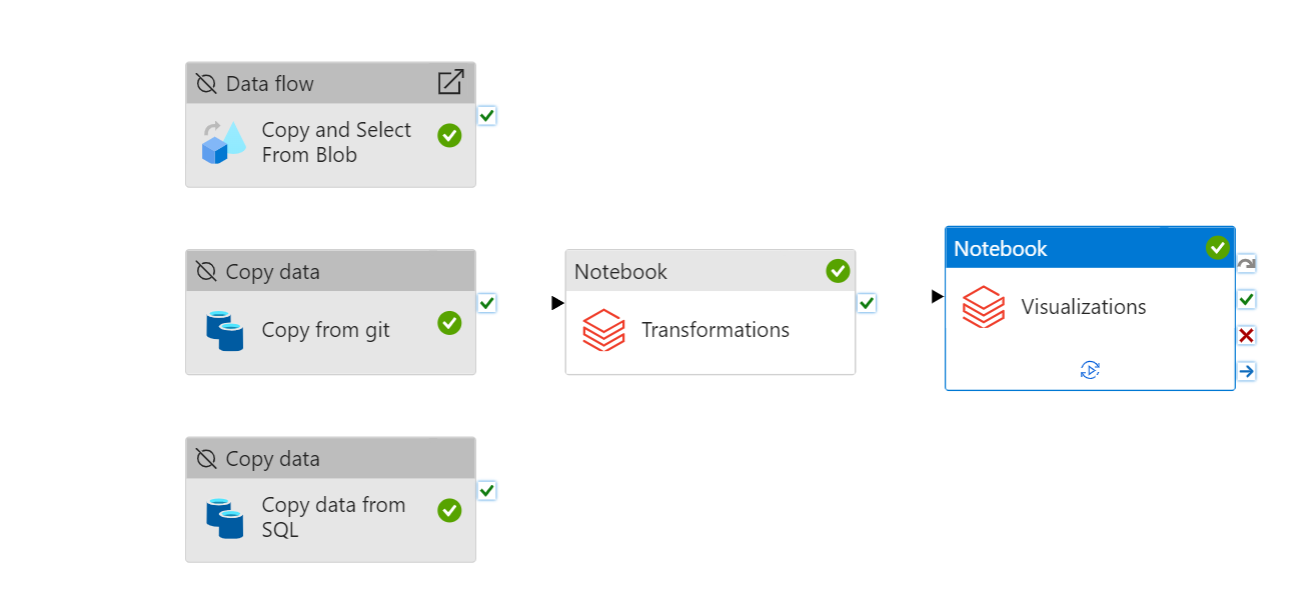 Data flow
Copy and Select
From Blob
Copy data
Copy from git
Notebook
Transformations
Notebook
Visualizations
Copy data
Copy data from
SQL